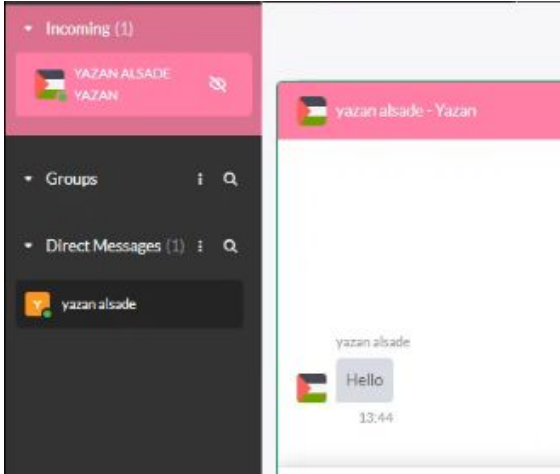 Incoming (1)
YAZAN ALSADE
YAZAN
Groups
Direct Messages (1)
Y
yazan alsade
yazan alsade - Yazan
yazan alsade
Hello
13:44